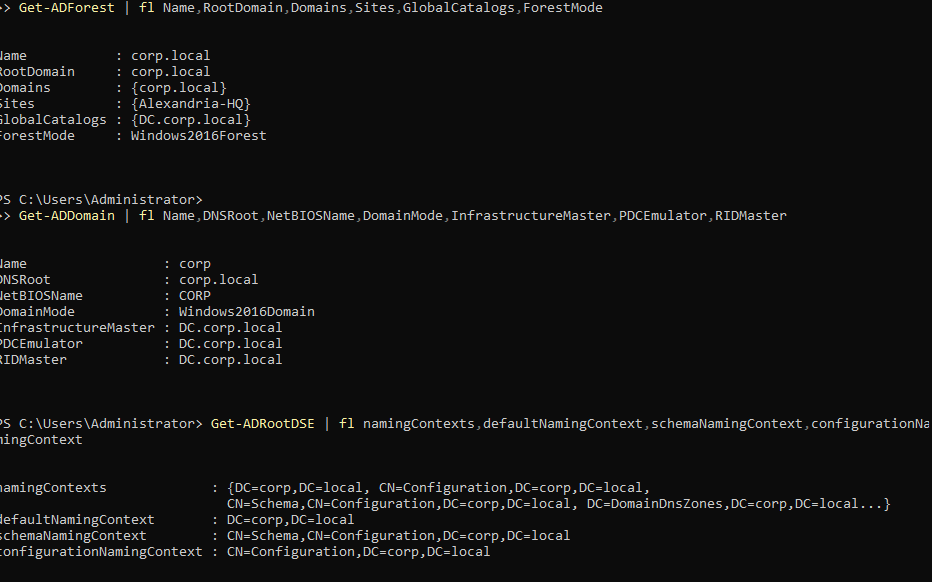 >> Get-ADForest | fl Name,RootDomain,Domains,Sites,GlobalCatalogs,ForestMode
Name : corp.local
RootDomain : corp.local
Domains : {corp.local}
Sites : {Alexandria-HQ}
GlobalCatalogs : {DC.corp.local}
ForestMode : Windows2016Forest
PS C:\Users\Administrator>
>> Get-ADDomain | fl Name,DNSRoot,NetBIOSName,DomainMode,InfrastructureMaster,PDCEmulator,RIDMaster
Name : corp
DNSRoot : corp.local
NetBIOSName : CORP
DomainMode : Windows2016Domain
InfrastructureMaster : DC.corp.local
PDCEmulator : DC.corp.local
RIDMaster : DC.corp.local
PS C:\Users\Administrator> Get-ADRootDSE | fl namingContexts,defaultNamingContext,schemaNamingContext,configurationNa
mingContext
namingContexts : {DC=corp,DC=local, CN=Configuration,DC=corp,DC=local,
CN=Schema,CN=Configuration,DC=corp,DC=local, DC=DomainDnsZones,DC=corp,DC=local...}
defaultNamingContext : DC=corp,DC=local
schemaNamingContext : CN=Schema,CN=Configuration,DC=corp,DC=local
configurationNamingContext : CN=Configuration,DC=corp,DC=local